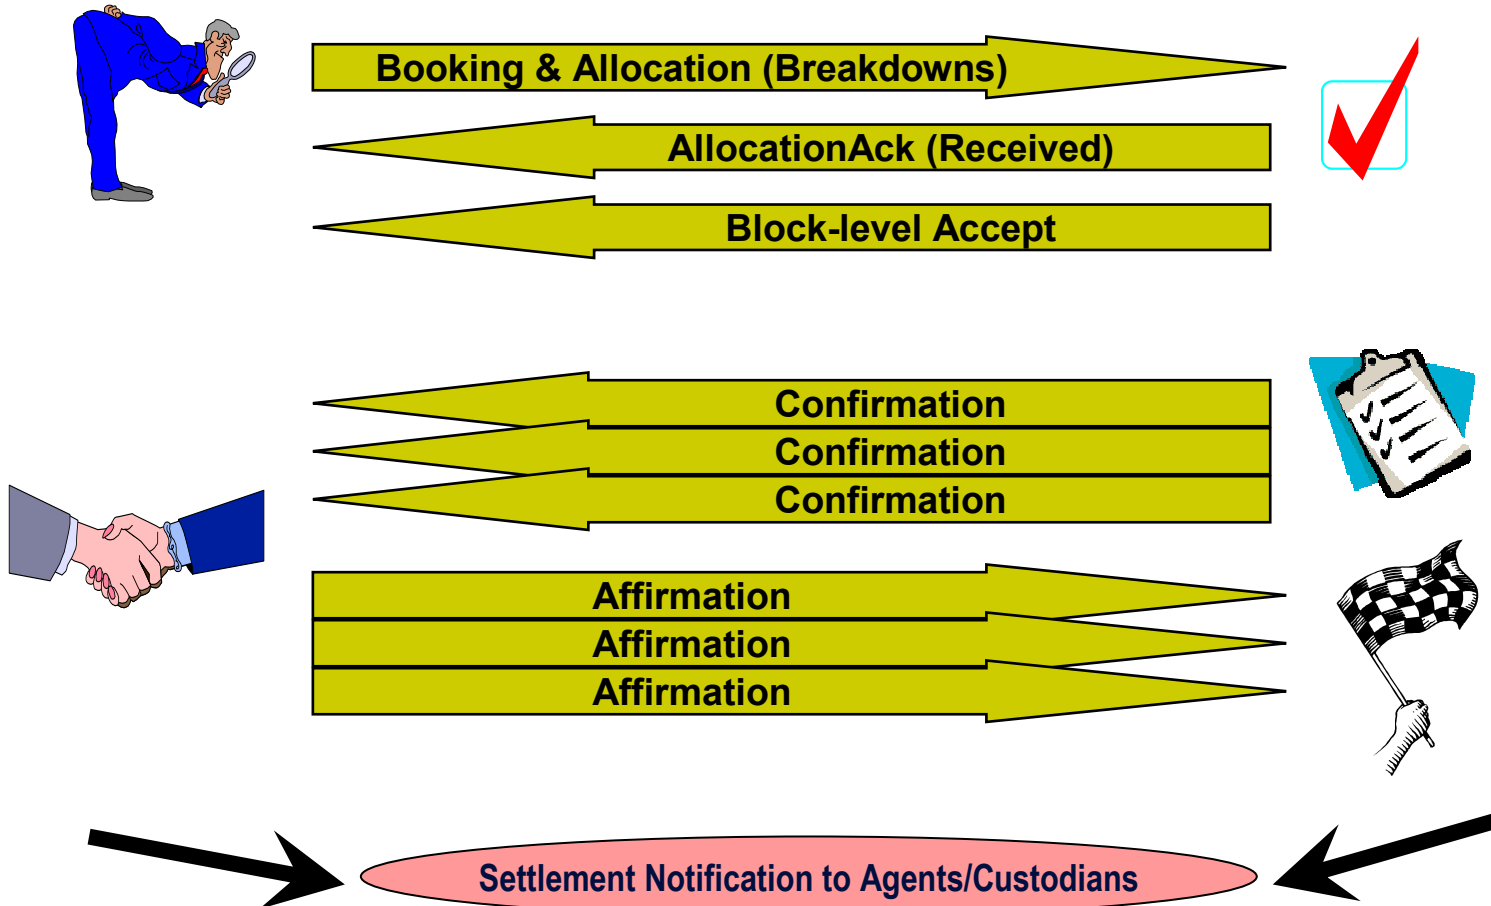 Booking & Allocation (Breakdowns)
AllocationAck (Received)
Block-level Accept
Confirmation
Confirmation
Confirmation
Affirmation
Affirmation
Affirmation
Settlement Notification to Agents/Custodians